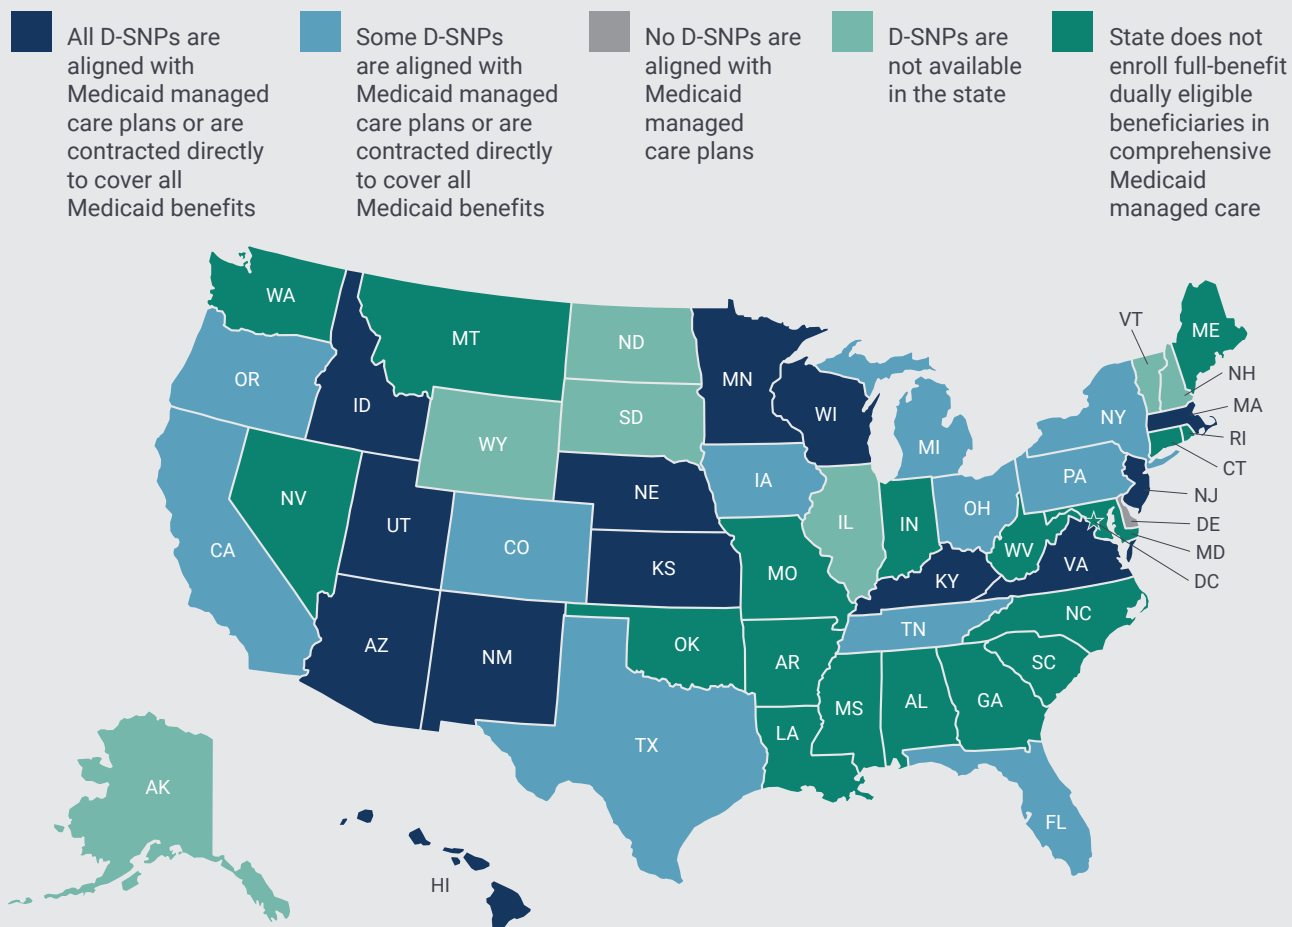 All D-SNPs are
aligned with
Medicaid managed
care plans or are
contracted directly
to cover all
Medicaid benefits
Some D-SNPs
are aligned with
Medicaid managed
care plans or are
contracted directly
to cover all
Medicaid benefits
No D-SNPs are
aligned with
Medicaid
managed
care plans
D-SNPs are
not available
in the state
State does not
enroll full-benefit
dually eligible
beneficiaries in
comprehensive
Medicaid
managed care
WA
MT
ND
MN
VT
ME
OR
ID
SD
WI
NH
MA
WY
MI
NY
RI
CT
NV
UT
NE
IA
PA
NJ
CA
CO
IL
IN
OH
DE
KS
MO
WV
VA
MD
KY
DC
AZ
NM
OK
AR
TN
NC
SC
TX
LA
MS
AL
GA
AK
FL
HI